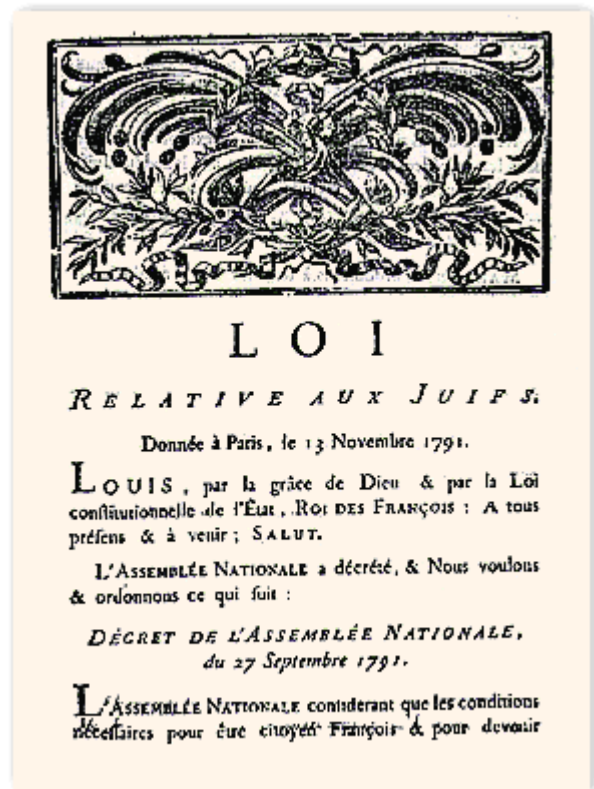 LOI
RELATIVE AUX JUIFS.
Donnée à Paris, le 13 Novembre 1791.
LOUIS, par la grâce de Dieu & par la Loi
constitutionnelle de l'État, ROI DES FRANÇOIS : A tous
présens & à venir ; SALUT.
L'ASSEMBLÉE NATIONALE a décrété, & Nous voulons
& ordonnons ce qui suit :
DÉCRET DE L'ASSEMBLÉE NATIONALE,
du 27 Septembre 1791.
L'ASSEMBLÉE NATIONALE considérant que les conditions
nécessaires pour être citoyen François & pour devenir